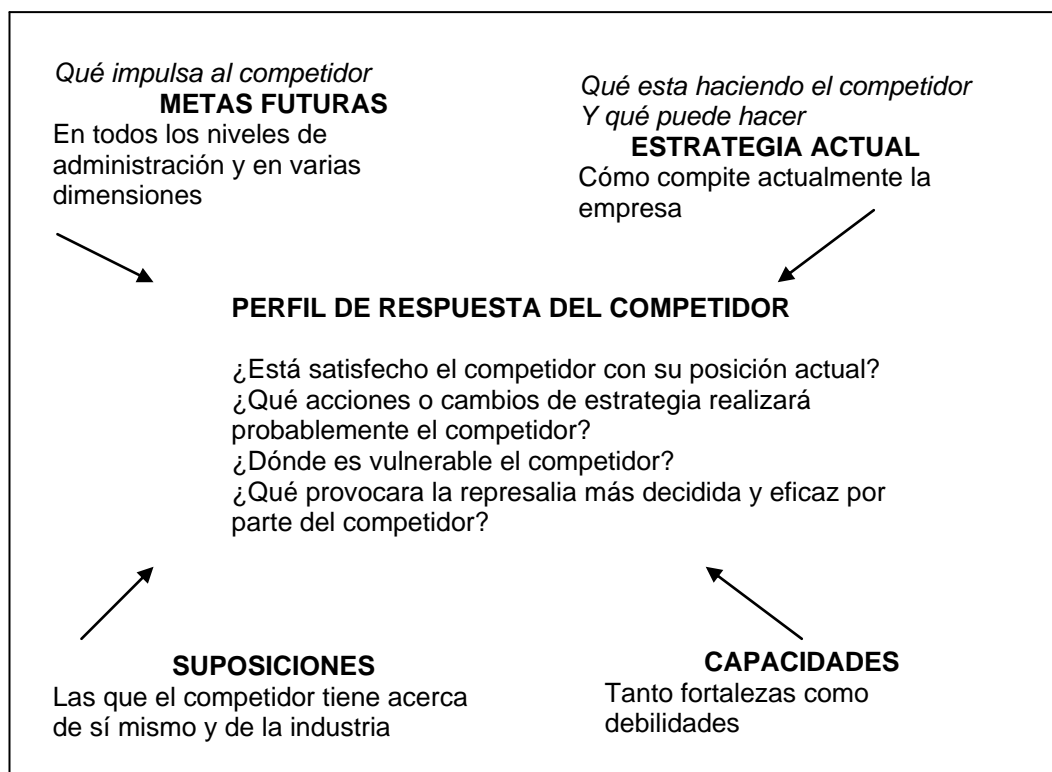 Qué impulsa al competidor
METAS FUTURAS
En todos los niveles de
administración y en varias
dimensiones
Qué esta haciendo el competidor
Y qué puede hacer
ESTRATEGIA ACTUAL
Cómo compite actualmente la
empresa
PERFIL DE RESPUESTA DEL COMPETIDOR
¿Está satisfecho el competidor con su posición actual?
¿Qué acciones o cambios de estrategia realizará
probablemente el competidor?
¿Dónde es vulnerable el competidor?
¿Qué provocara la represalia más decidida y eficaz por
parte del competidor?
SUPOSICIONES
Las que el competidor tiene acerca
de sí mismo y de la industria
CAPACIDADES
Tanto fortalezas como
debilidades